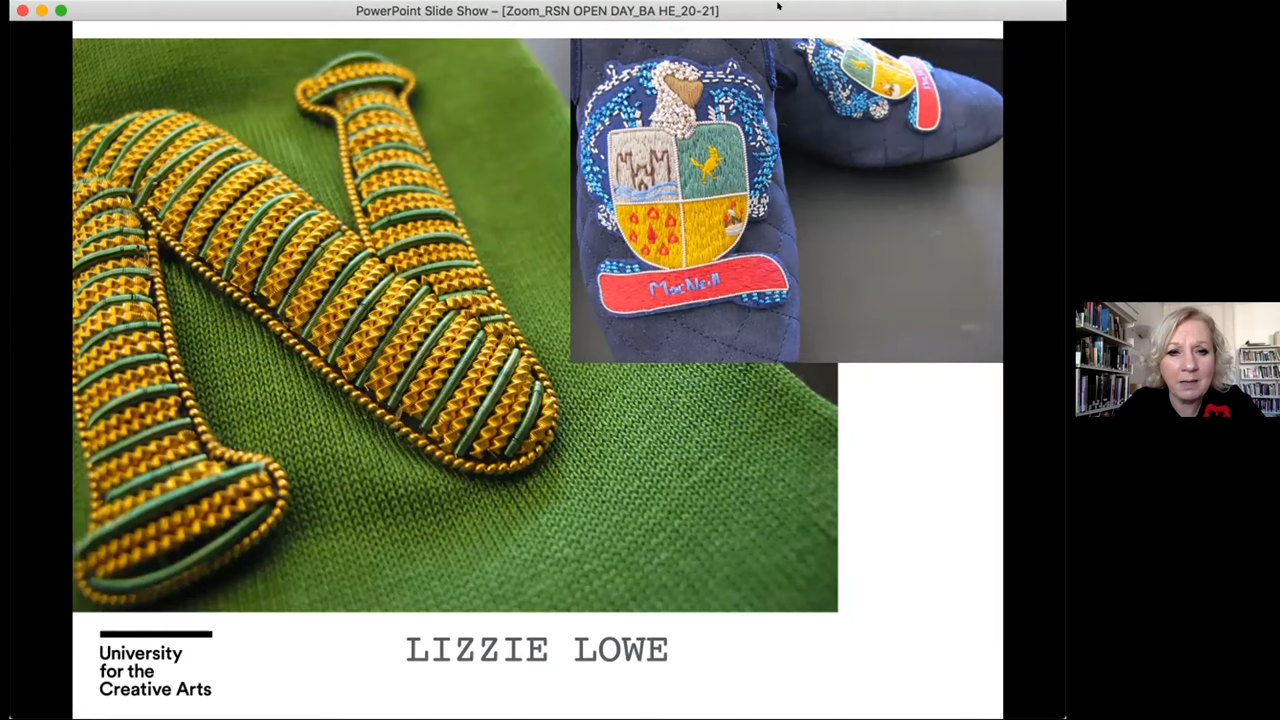 PowerPoint Slide Show – [Zoom_RSN OPEN DAY_BA HE_20-21]
MacNeill
LIZZIE LOWE
University
for the
Creative Arts